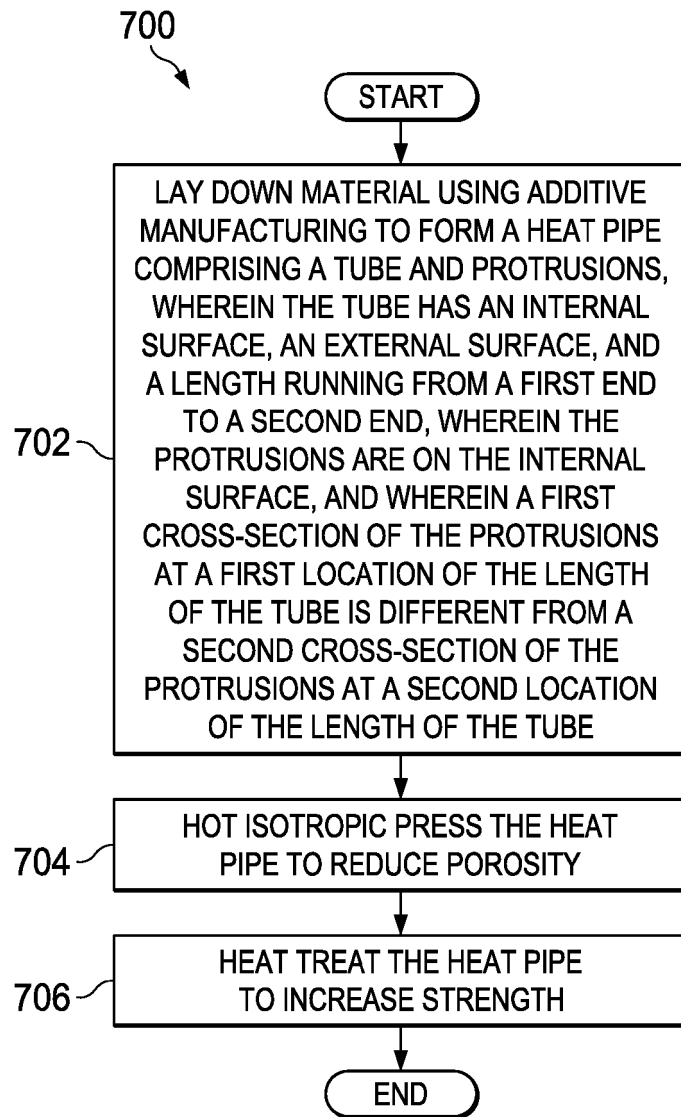 700
START
LAY DOWN MATERIAL USING ADDITIVE
MANUFACTURING TO FORM A HEAT PIPE
COMPRISING A TUBE AND PROTRUSIONS,
WHEREIN THE TUBE HAS AN INTERNAL
SURFACE, AN EXTERNAL SURFACE, AND
A LENGTH RUNNING FROM A FIRST END
TO A SECOND END, WHEREIN THE
702
PROTRUSIONS ARE ON THE INTERNAL
SURFACE, AND WHEREIN A FIRST
CROSS-SECTION OF THE PROTRUSIONS
AT A FIRST LOCATION OF THE LENGTH
OF THE TUBE IS DIFFERENT FROM A
SECOND CROSS-SECTION OF THE
PROTRUSIONS AT A SECOND LOCATION
OF THE LENGTH OF THE TUBE
704
HOT ISOTROPIC PRESS THE HEAT
PIPE TO REDUCE POROSITY
706
HEAT TREAT THE HEAT PIPE
TO INCREASE STRENGTH
END